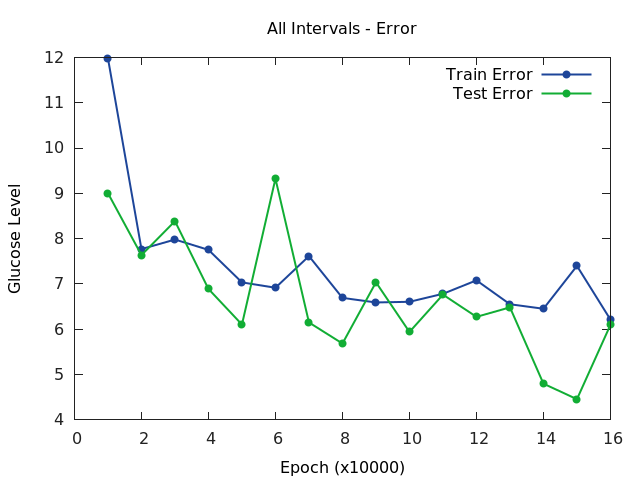 All Intervals - Error
Train Error
Test Error
Glucose Level
12
11
10
9
8
7
6
5
4
0 2 4 6 8 10 12 14 16
Epoch (x10000)